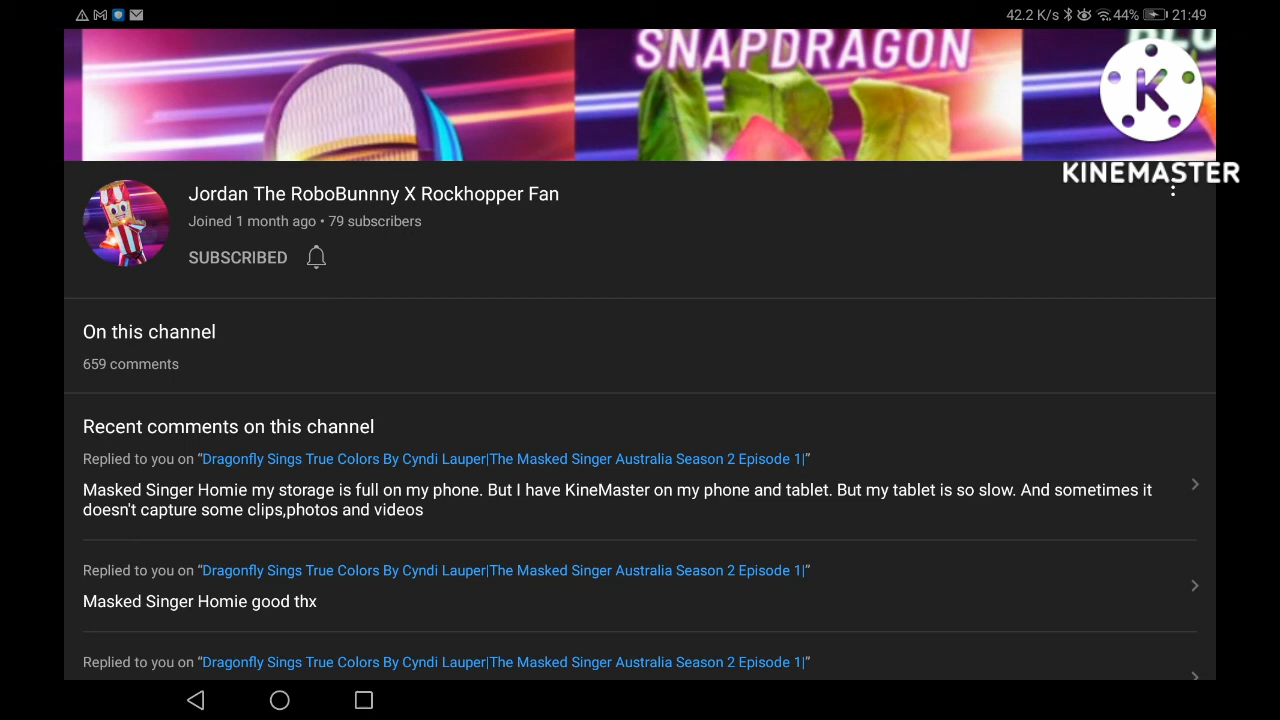 42.2 K/s 44% 21:49
SNAPDRAGON
K
KINEMASTER
Jordan The RoboBunnny X Rockhopper Fan
Joined 1 month ago • 79 subscribers
SUBSCRIBED
On this channel
659 comments
Recent comments on this channel
Replied to you on “Dragonfly Sings True Colors By Cyndi Lauper|The Masked Singer Australia Season 2 Episode 1|”
Masked Singer Homie my storage is full on my phone. But I have KineMaster on my phone and tablet. But my tablet is so slow. And sometimes it
doesn't capture some clips,photos and videos
Replied to you on “Dragonfly Sings True Colors By Cyndi Lauper|The Masked Singer Australia Season 2 Episode 1|”
Masked Singer Homie good thx
Replied to you on “Dragonfly Sings True Colors By Cyndi Lauper|The Masked Singer Australia Season 2 Episode 1|”